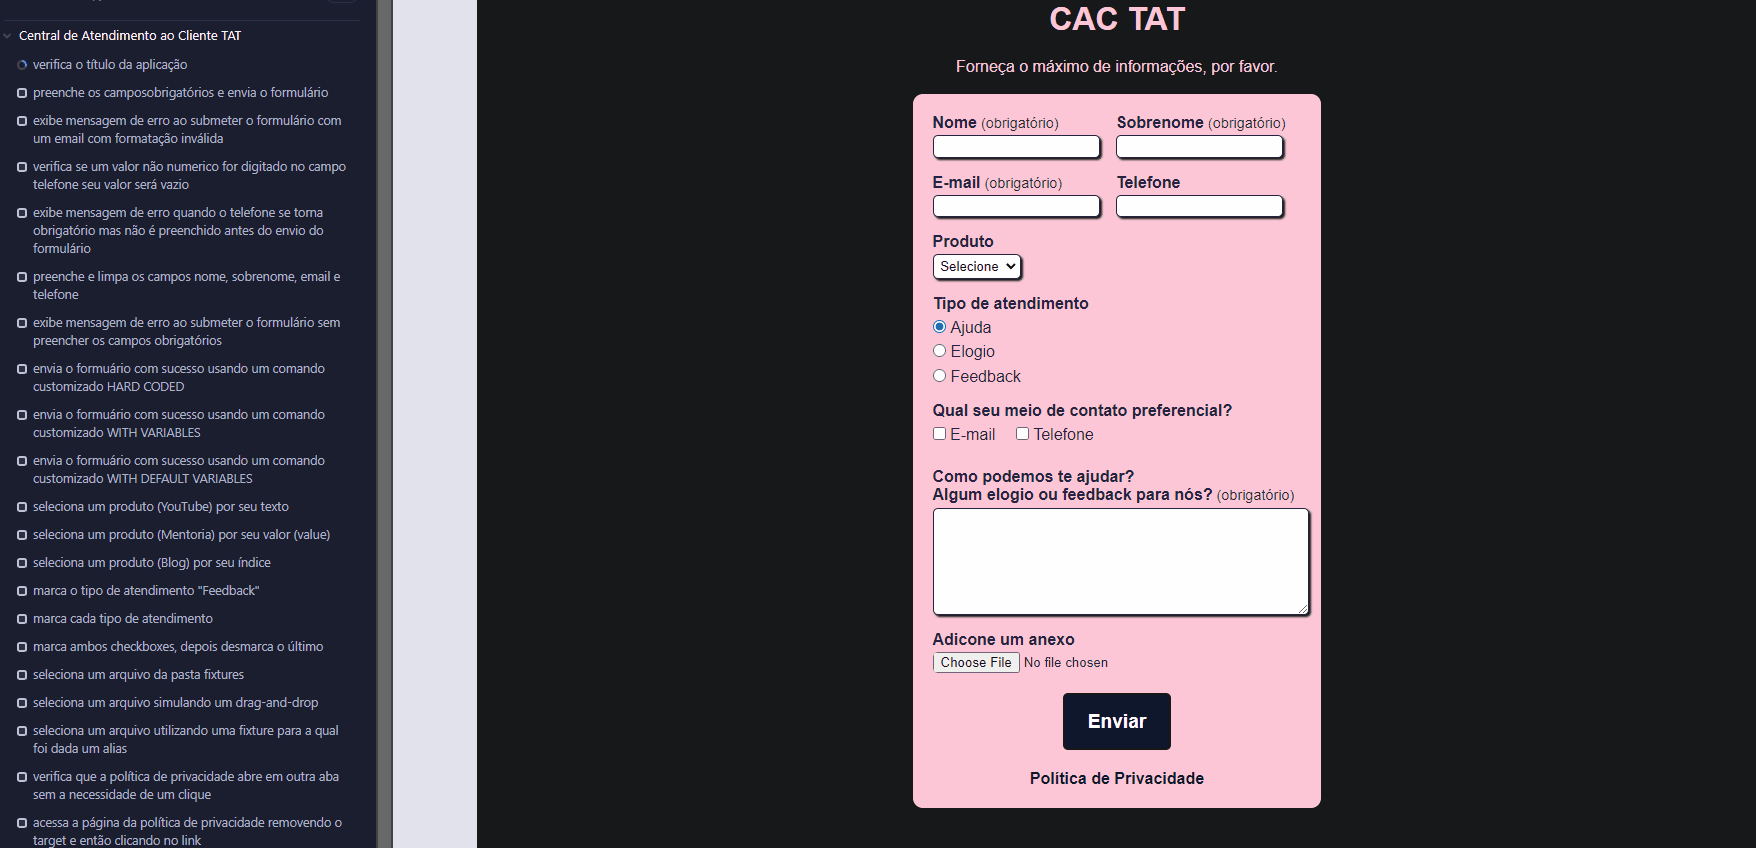 Central de Atendimento ao Cliente TAT
verifica o título da aplicação
preenche os camposobrigatórios e envia o formulário
exibe mensagem de erro ao submeter o formulário com
um email com formatação inválida
verifica se um valor não numerico for digitado no campo
telefone seu valor será vazio
exibe mensagem de erro quando o telefone se torna
obrigatório mas não é preenchido antes do envio do
formulário
preenche e limpa os campos nome, sobrenome, email e
telefone
exibe mensagem de erro ao submeter o formulário sem
preencher os campos obrigatórios
envia o formuário com sucesso usando um comando
customizado HARD CODED
envia o formuário com sucesso usando um comando
customizado WITH VARIABLES
envia o formuário com sucesso usando um comando
customizado WITH DEFAULT VARIABLES
seleciona um produto (YouTube) por seu texto
seleciona um produto (Mentoria) por seu valor (value)
seleciona um produto (Blog) por seu índice
marca o tipo de atendimento "Feedback"
marca cada tipo de atendimento
marca ambos checkboxes, depois desmarca o último
seleciona um arquivo da pasta fixtures
seleciona um arquivo simulando um drag-and-drop
seleciona um arquivo utilizando uma fixture para a qual
foi dada um alias
verifica que a política de privacidade abre em outra aba
sem a necessidade de um clique
acessa a página da política de privacidade removendo o
target e então clicando no link
CAC TAT
Forneça o máximo de informações, por favor.
Nome (obrigatório) Sobrenome (obrigatório)
E-mail (obrigatório) Telefone
Produto
Selecione
Tipo de atendimento
Ajuda
Elogio
Feedback
Qual seu meio de contato preferencial?
E-mail Telefone
Como podemos te ajudar?
Algum elogio ou feedback para nós? (obrigatório)
Adicone um anexo
Choose File No file chosen
Enviar
Política de Privacidade